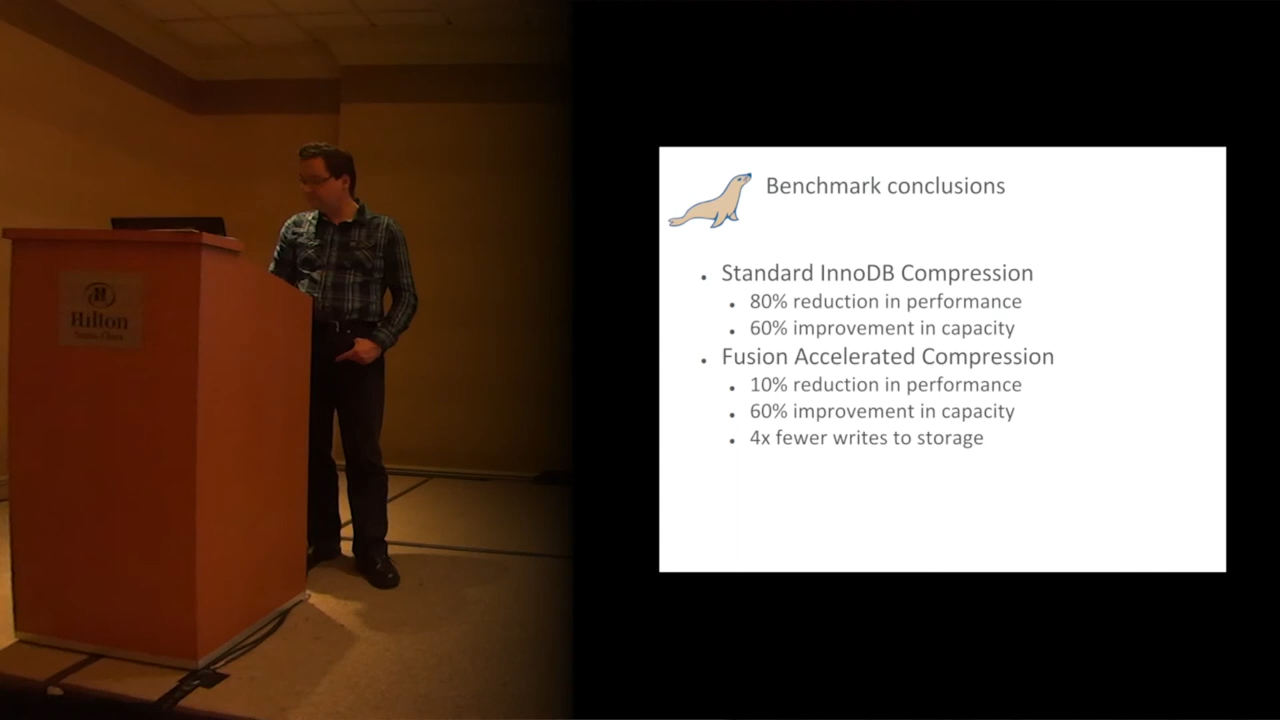 Hilton
Benchmark conclusions
Standard InnoDB Compression
80% reduction in performance
60% improvement in capacity
Fusion Accelerated Compression
10% reduction in performance
60% improvement in capacity
4x fewer writes to storage